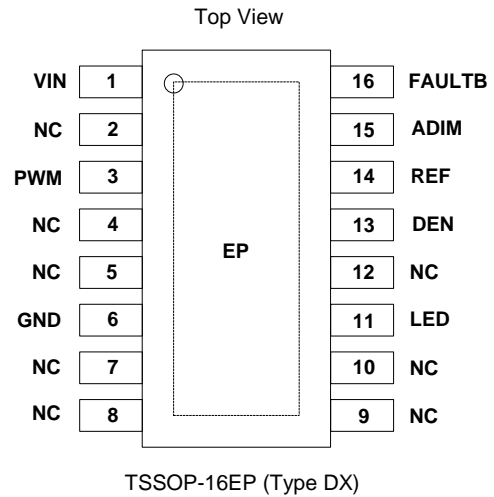 Top View
VIN 1 16 FAULTB
NC 2 15 ADIM
PWM 3 14 REF
NC 4 13 DEN
EP
NC 5 12 NC
GND 6 11 LED
NC 7 10 NC
NC 8 9 NC
TSSOP-16EP (Type DX)